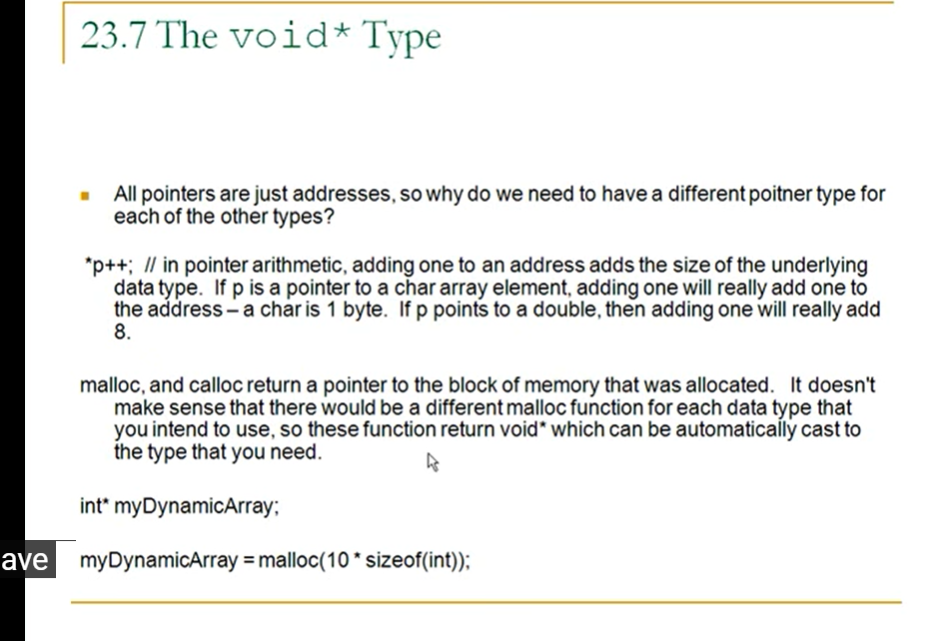 23.7 The void* Type
All pointers are just addresses, so why do we need to have a different poitner type for
each of the other types?
*p++; // in pointer arithmetic, adding one to an address adds the size of the underlying
data type. If p is a pointer to a char array element, adding one will really add one to
the address – a char is 1 byte. If p points to a double, then adding one will really add
8.
malloc, and calloc return a pointer to the block of memory that was allocated. It doesn't
make sense that there would be a different malloc function for each data type that
you intend to use, so these function return void* which can be automatically cast to
the type that you need.
int* myDynamicArray;
ave
myDynamicArray = malloc(10 * sizeof(int));